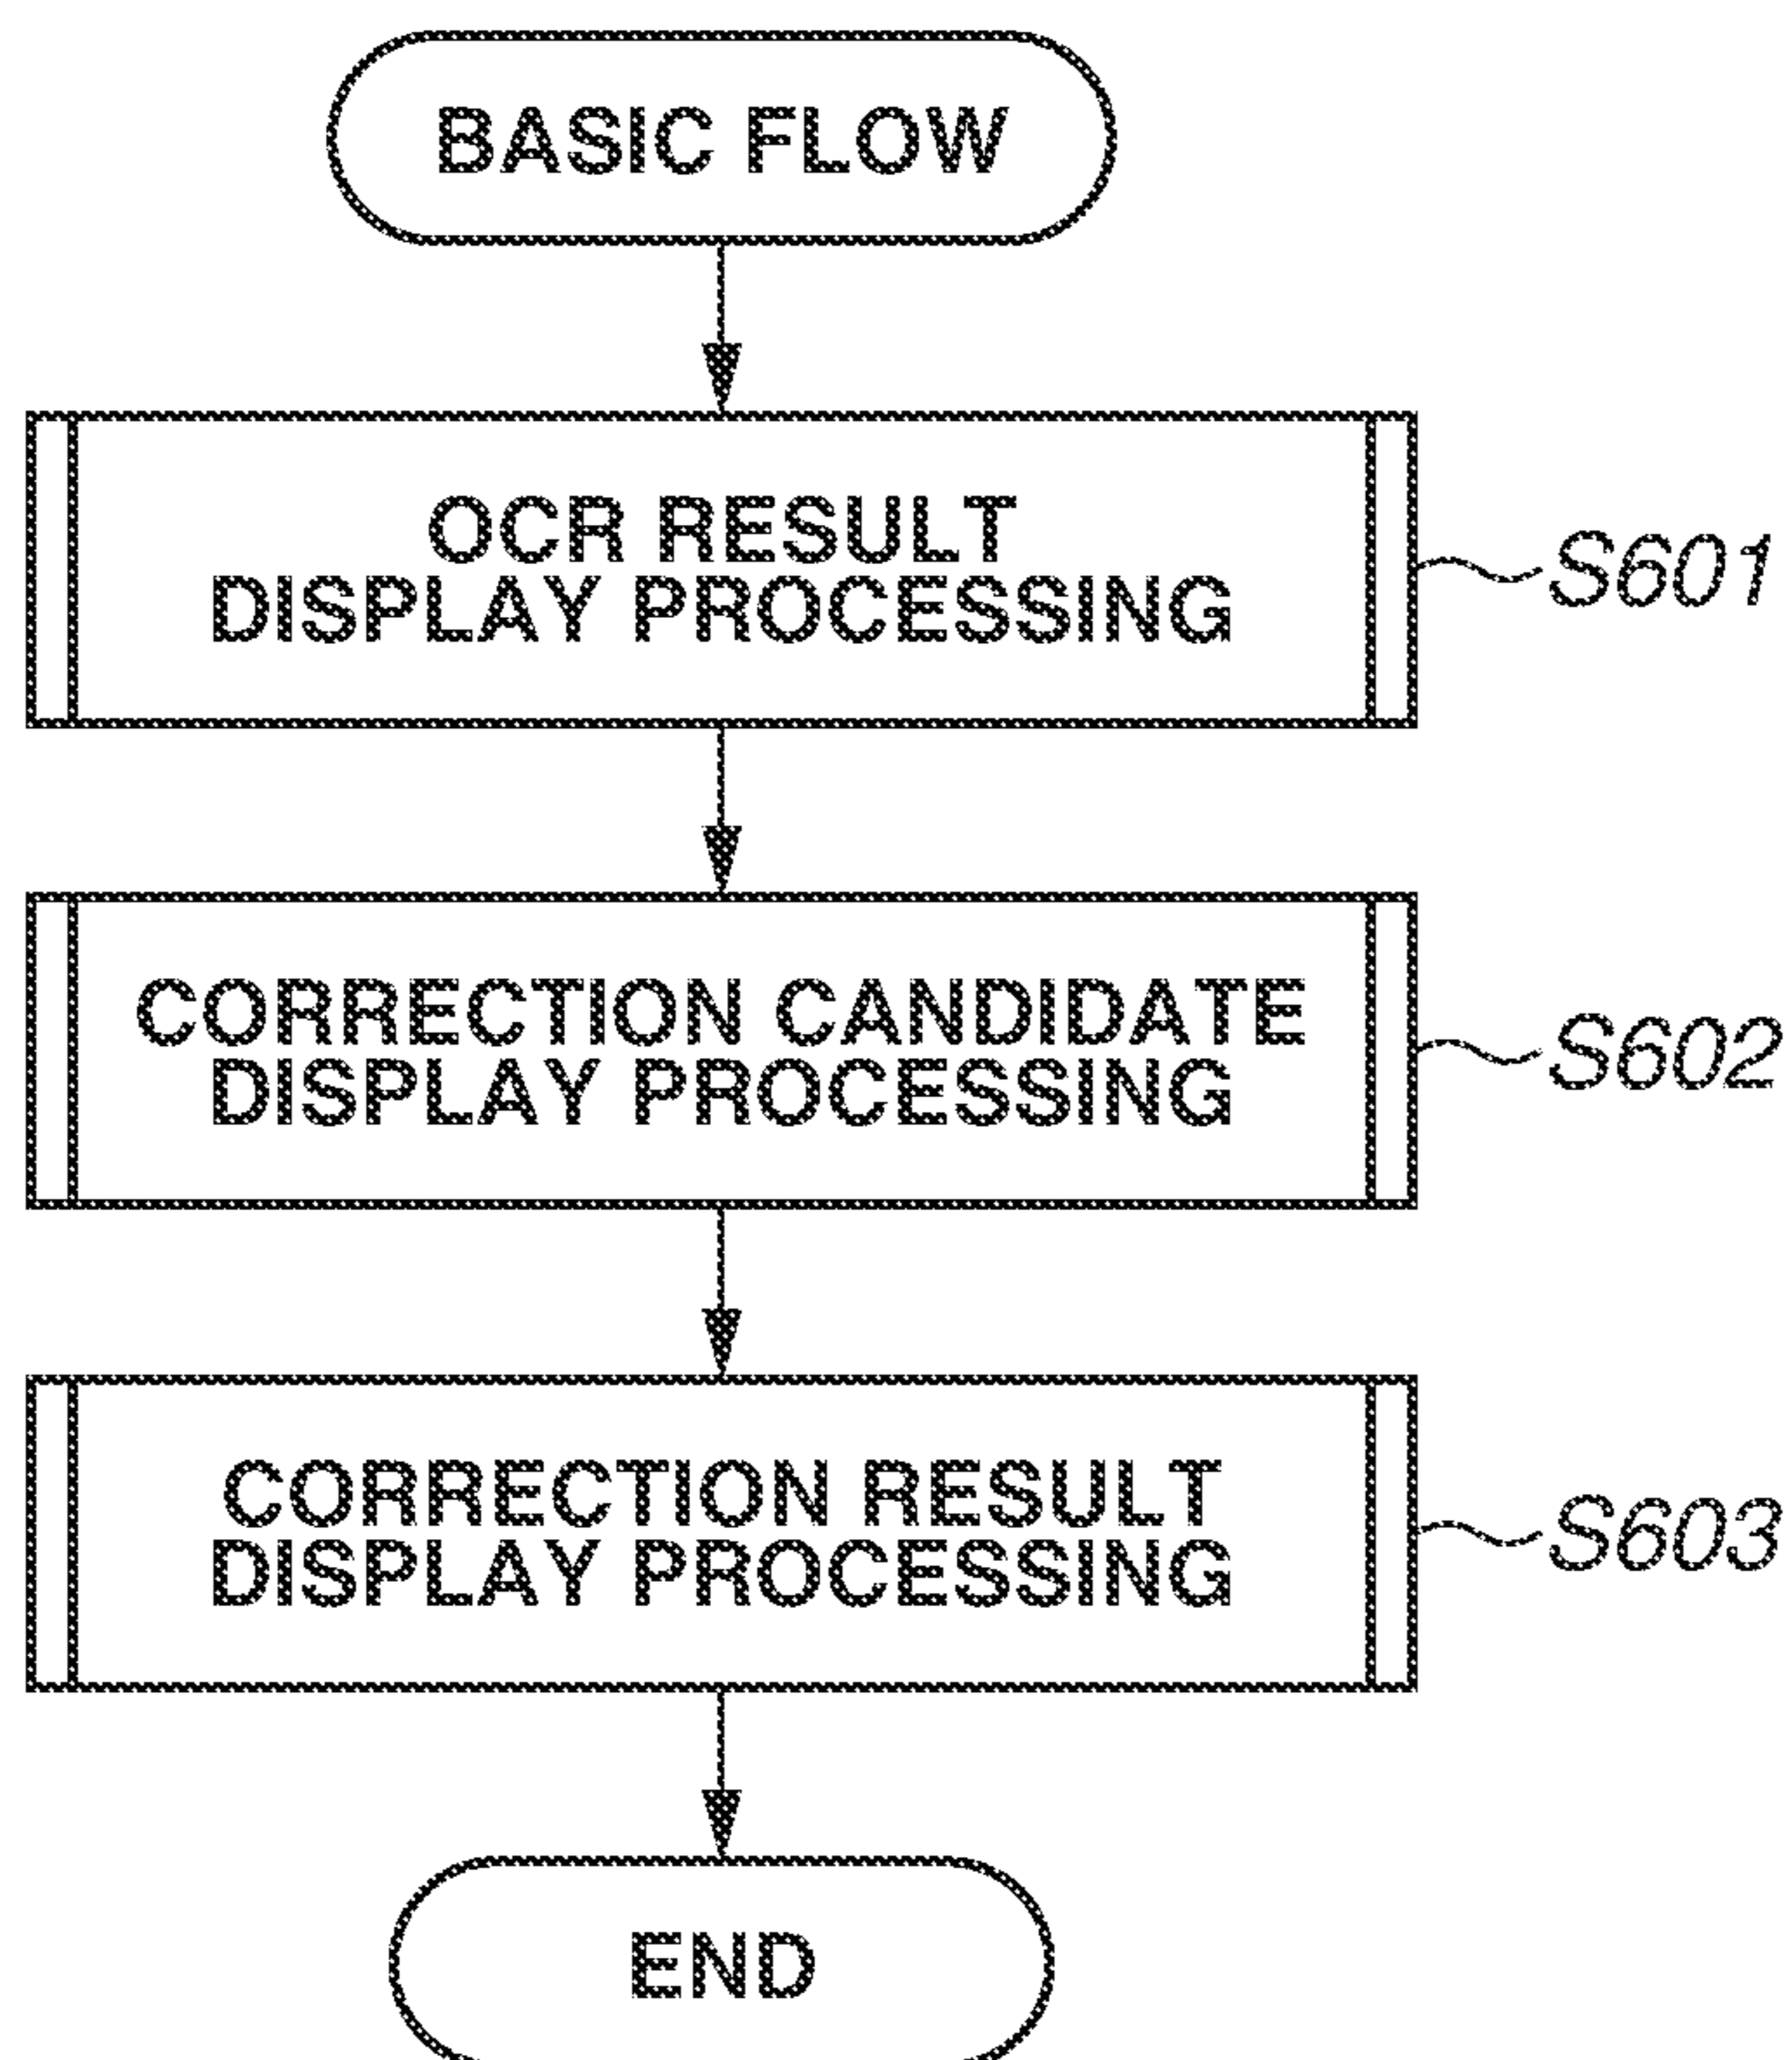 BASIC FLOW
OCR RESULT
DISPLAY PROCESSING
S601
CORRECTION CANDIDATE
DISPLAY PROCESSING
S602
CORRECTION RESULT
DISPLAY PROCESSING
S603
END